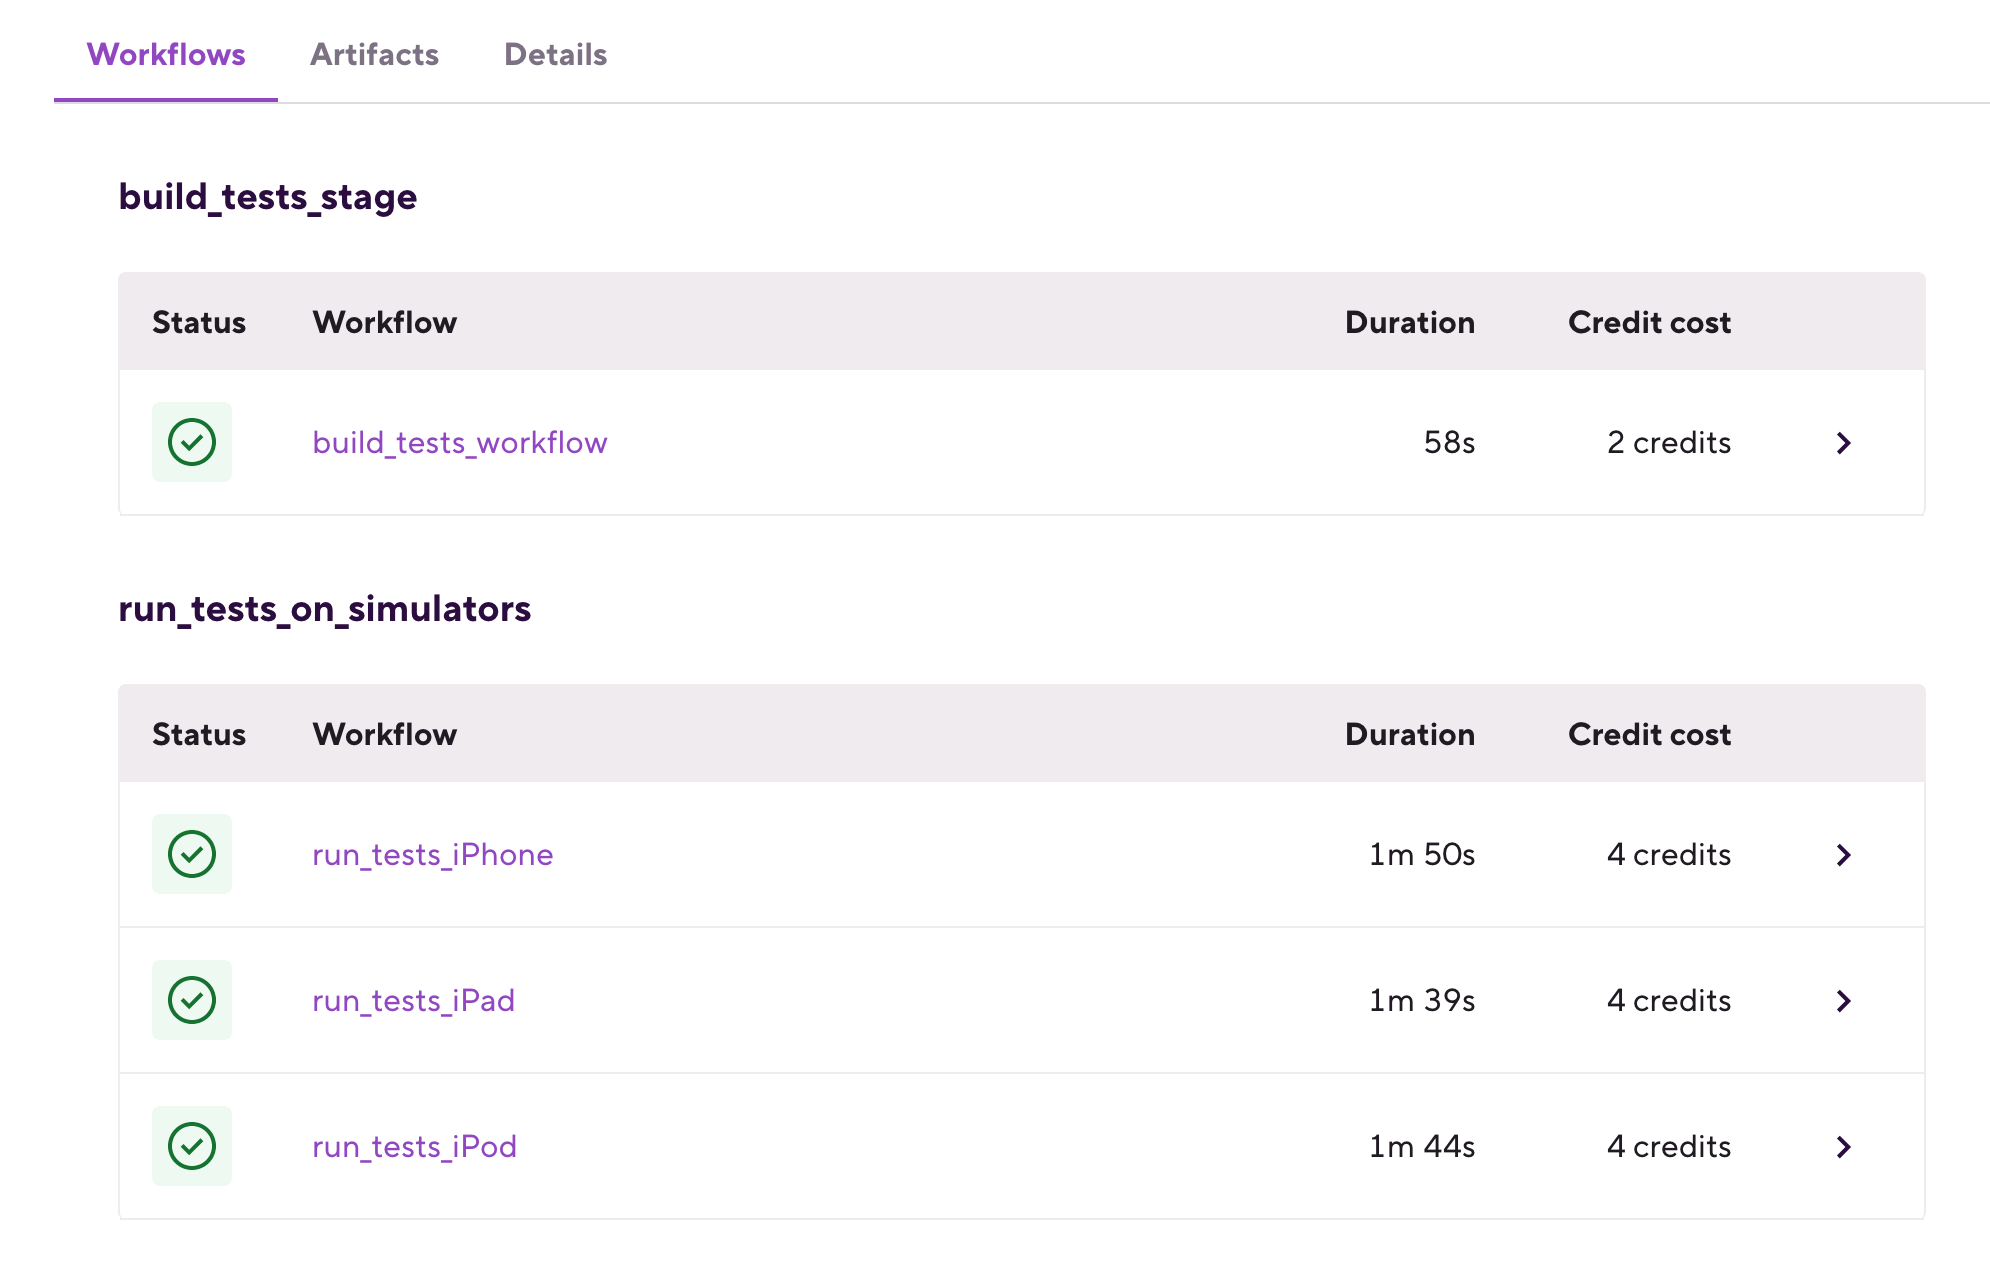 Workflows Artifacts Details
build_tests_stage
Status Workflow Duration Credit cost
build_tests_workflow 58s 2 credits
run_tests_on_simulators
Status Workflow Duration Credit cost
run_tests_iPhone 1m 50s 4 credits
run_tests_iPad 1m 39s 4 credits
run_tests_iPod 1m 44s 4 credits